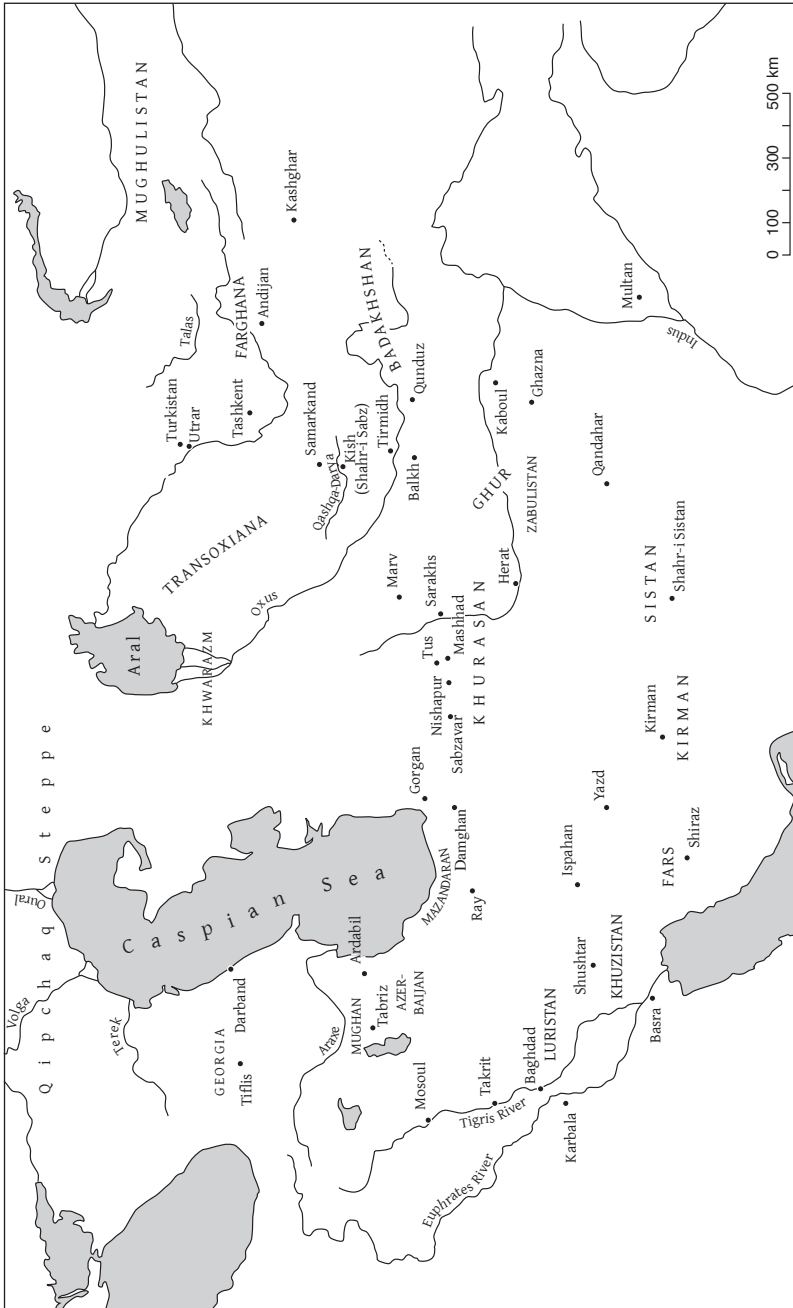 Qipchaq Steppe
Volga
Oural
Terek
Caspian Sea
Aral
KHWARAZM
TRANSOXIANA
Oxus
MUGHULISTAN
Talas
Turkistan
Utrar
Tashkent
FARGHANA
Andijan
Kashghar
Samarkand
Qashqa-Darya
Kish
(Shahr-i Sabz)
Tirmidh
BADAKHSHAN
Balkh
Qunduz
GEORGIA
Tiflis
Darband
Araxe
MUGHAN
Ardabil
Tabriz
AZER-
BAIJAN
MAZANDARAN
Gorgan
Damghan
Ray
Marv
Sarakhs
Tus
Mashhad
Nishapur
Sabzavar
KHURASAN
Herat
GHUR
Kaboul
Ghazna
ZABULISTAN
Mosoul
Takrit
Tigris River
Baghdad
Euphrates River
Karbala
LURISTAN
Shushtar
KHUZISTAN
Basra
Ispahan
Yazd
FARS
Shiraz
Kirman
KIRMAN
SISTAN
Shahr-i Sistan
Qandahar
Multan
Indus
0 100 300 500 km